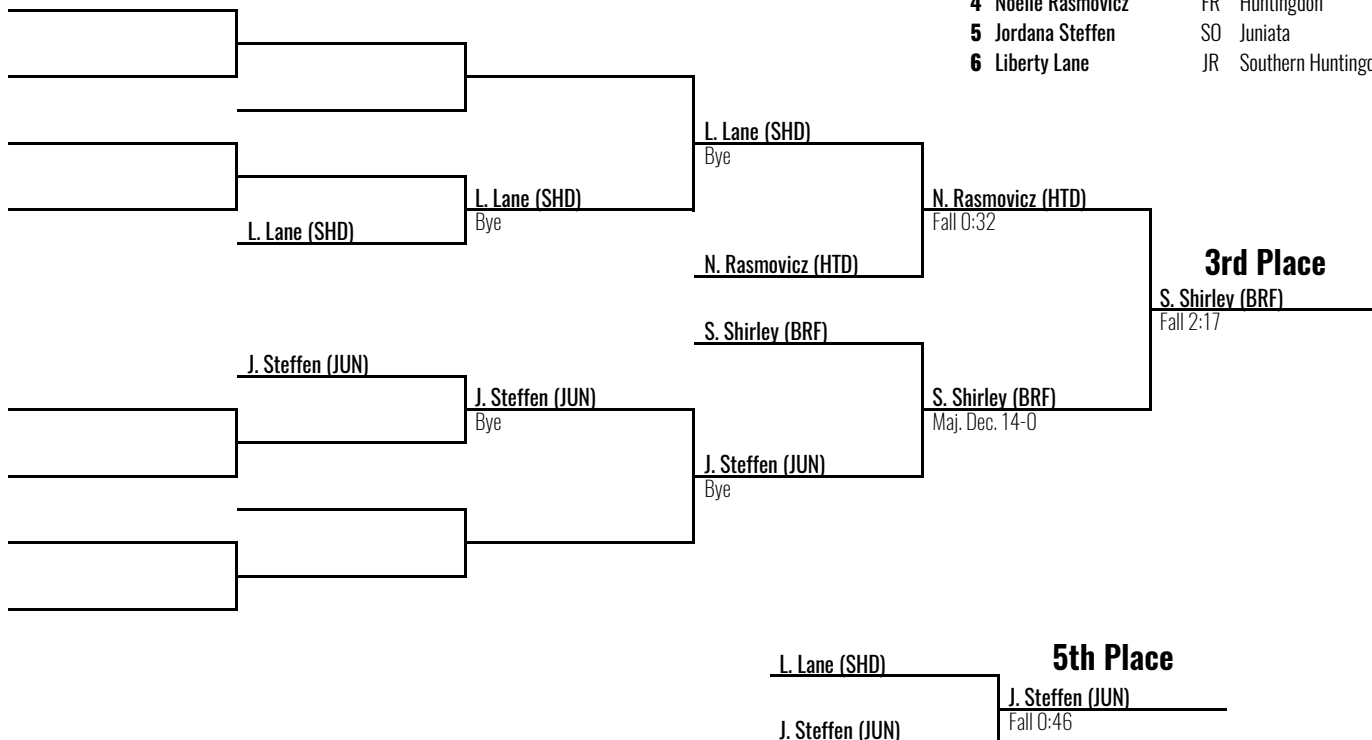 4 Noelle Rasmovicz FR Huntingdon
5 Jordana Steffen SO Juniata
6 Liberty Lane JR Southern Huntingd
L. Lane (SHD)
Bye
L. Lane (SHD)
Bye
N. Rasmovicz (HTD)
Fall 0:32
L. Lane (SHD)
3rd Place
N. Rasmovicz (HTD)
S. Shirley (BRF)
Fall 2:17
S. Shirley (BRF)
J. Steffen (JUN)
J. Steffen (JUN)
Bye
S. Shirley (BRF)
Maj. Dec. 14-0
J. Steffen (JUN)
Bye
5th Place
L. Lane (SHD)
J. Steffen (JUN)
Fall 0:46
J. Steffen (JUN)